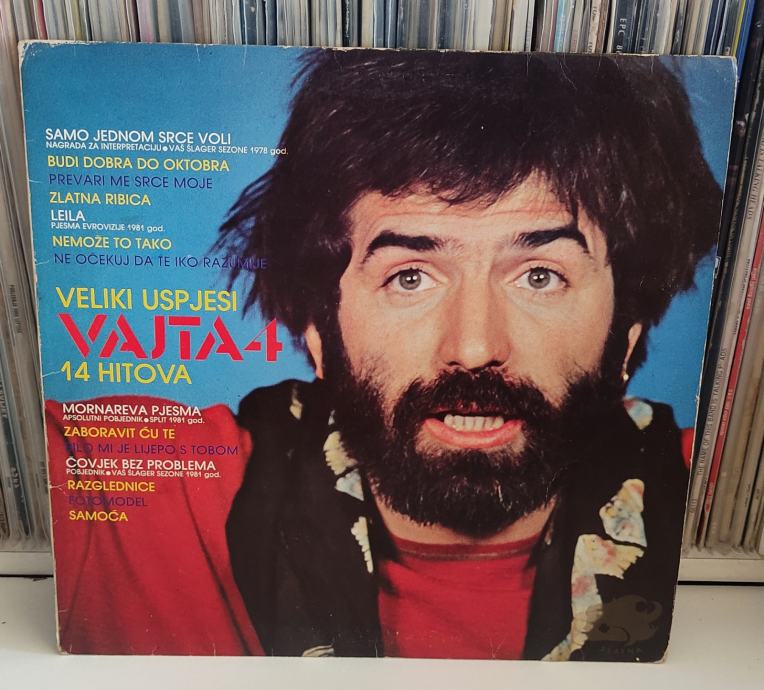 SAMO JEDNOM SRCE VOLI
NAGRADA ZA INTERPRETACIJU ● VAŠ ŠLAGER SEZONE 1978 god.
BUDI DOBRA DO OKTOBRA
PREVARI ME SRCE MOJE
ZLATNA RIBICA
LEILA
PJESMA EVROVIZIJE 1981 god.
NEMOŽE TO TAKO
NE OČEKUJ DA TE IKO RAZUMIJE
VELIKI USPJESI
VAJTA 4
14 HITOVA
MORNAREVA PJESMA
APSOLUTNI POBJEDNIK ● SPLIT 1981 god.
ZABORAVIT ĆU TE
BILO MI JE LIJEPO S TOBOM
ČOVJEK BEZ PROBLEMA
POBJEDNIK ● VAŠ ŠLAGER SEZONE 1981 god.
RAZGLEDNICE
FOTOMODEL
SAMOĆA